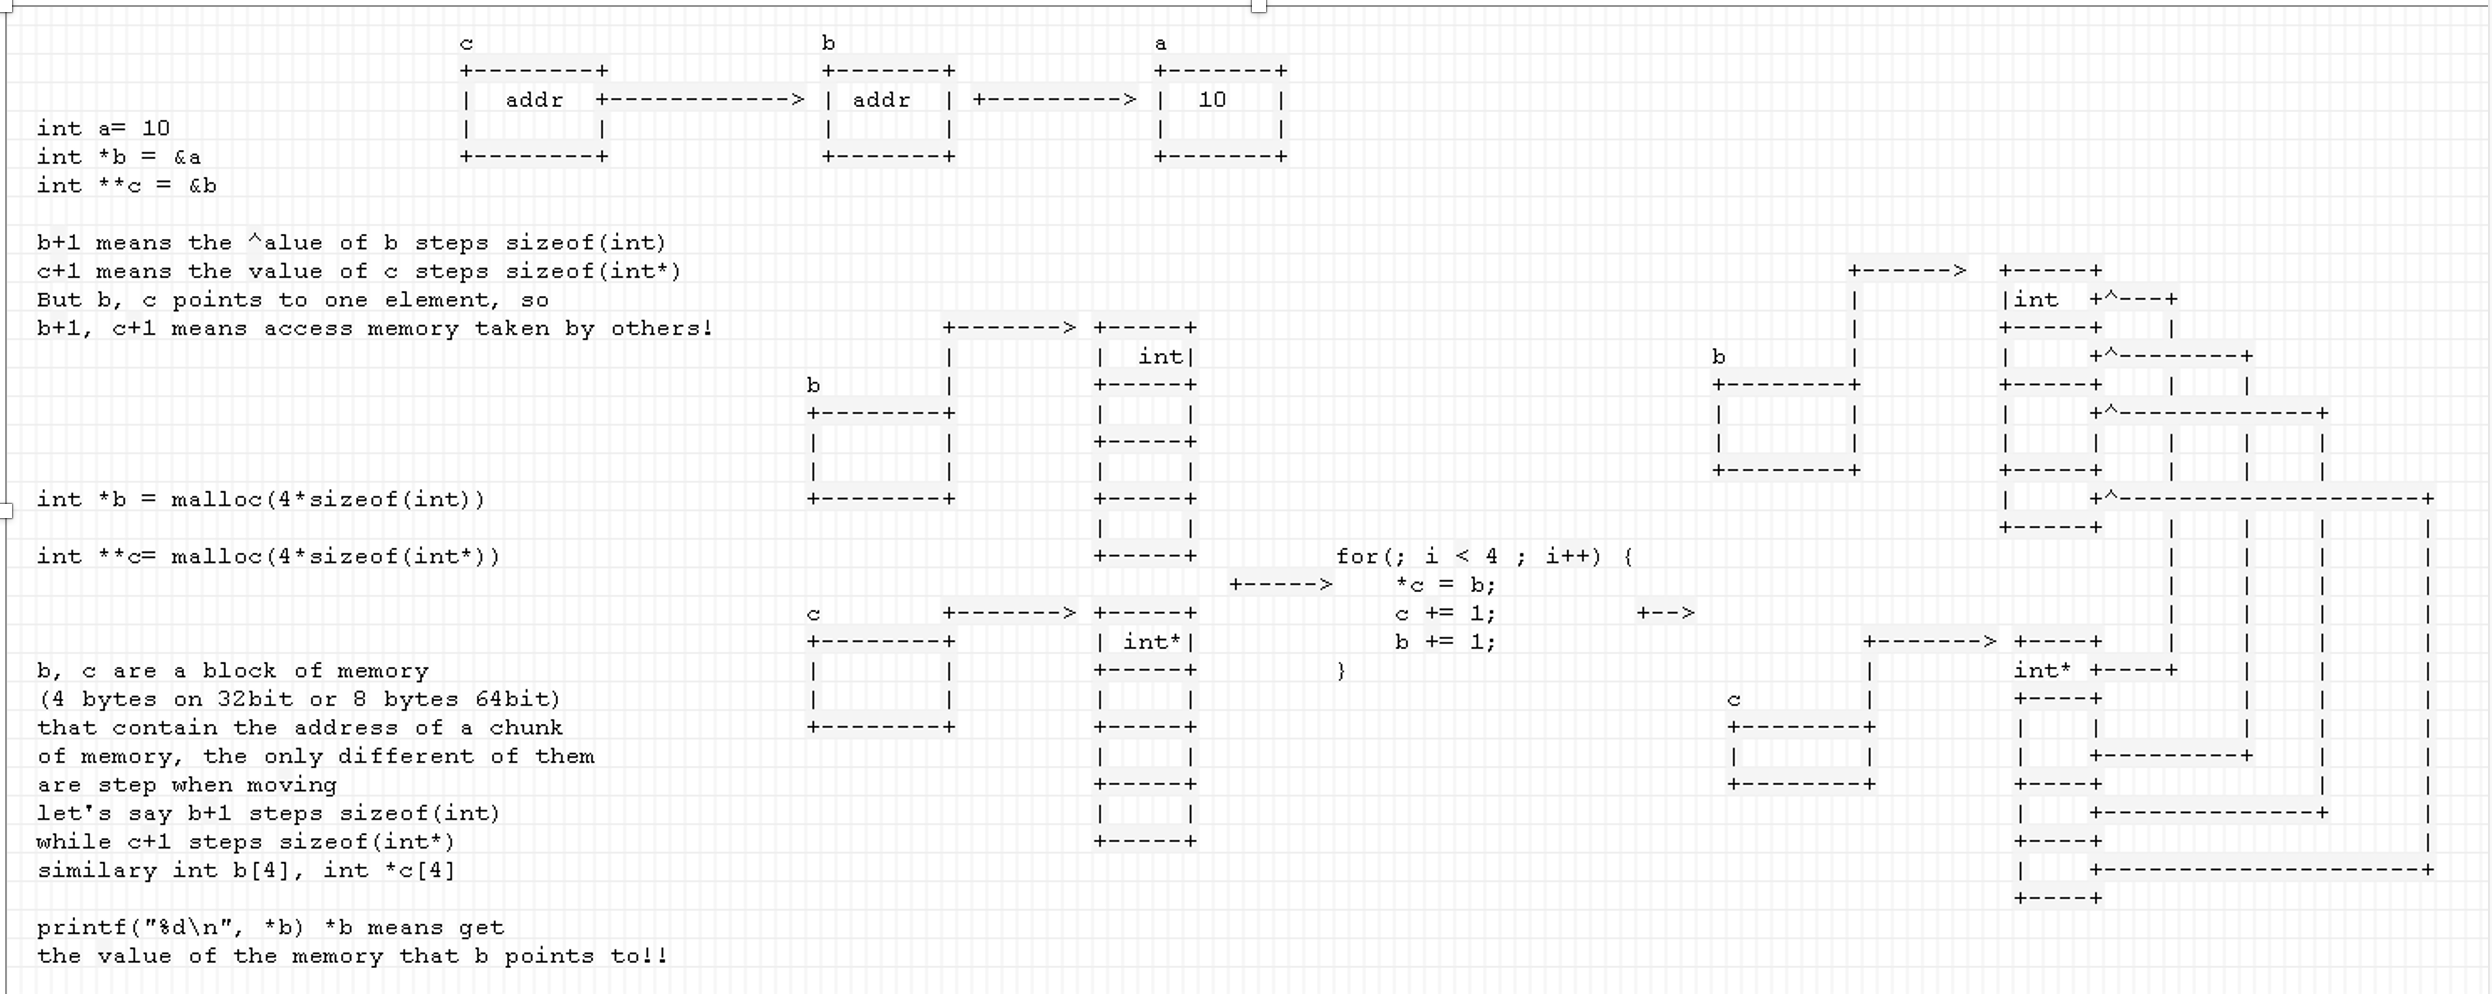 c
b
a
addr
addr
10
int a= 10
int *b = &a
int **c = &b
b+1 means the ^alue of b steps sizeof(int)
c+1 means the value of c steps sizeof(int*)
But b, c points to one element, so
b+1, c+1 means access memory taken by others!
int *b = malloc(4*sizeof(int))
int **c= malloc(4*sizeof(int*))
b, c are a block of memory
(4 bytes on 32bit or 8 bytes 64bit)
that contain the address of a chunk
of memory, the only different of them
are step when moving
let's say b+1 steps sizeof(int)
while c+1 steps sizeof(int*)
similary int b[4], int *c[4]
printf("%d\n", *b) *b means get
the value of the memory that b points to!!
b
int
c
int*
for(; i < 4 ; i++) {
*c = b;
c += 1;
b += 1;
}
b
int
c
int*